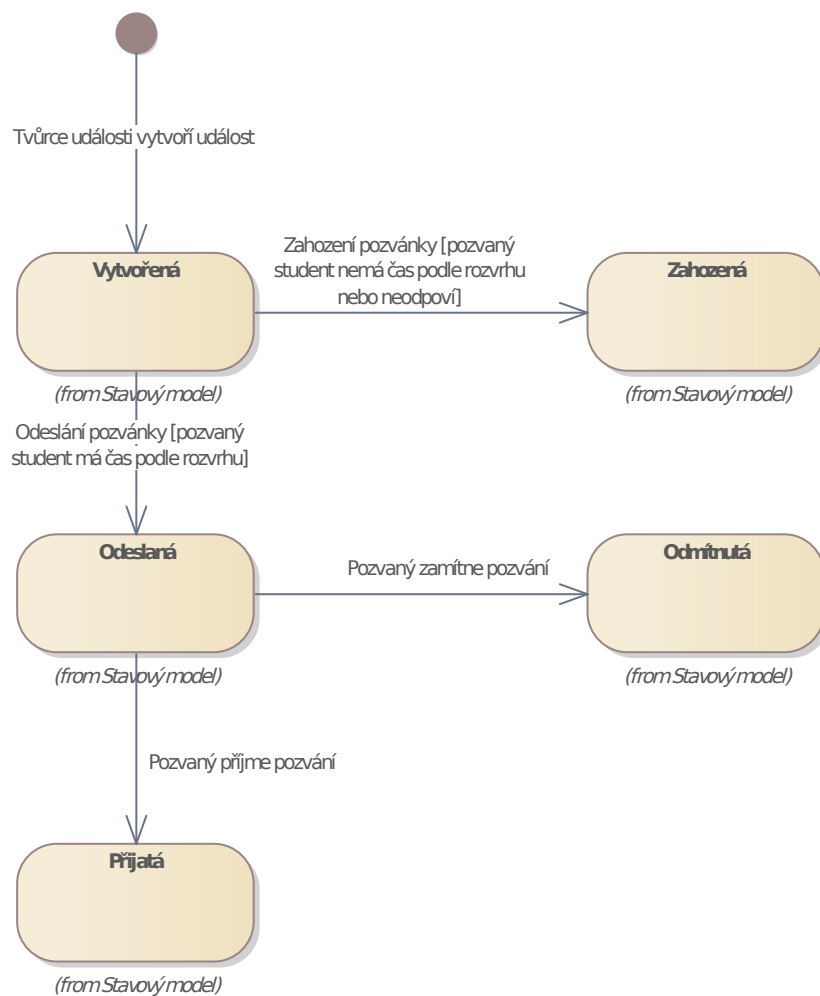 Tvůrce události vytvoří událost
Vytvořená
Zahození pozvánky [pozvaný
student nemá čas podle rozvrhu
nebo neodpoví]
Zahozená
(from Stavový model)
(from Stavový model)
Odeslání pozvánky [pozvaný
student má čas podle rozvrhu]
Odeslaná
Pozvaný zamítne pozvání
Odmítnutá
(from Stavový model)
(from Stavový model)
Pozvaný příjme pozvání
Přijatá
(from Stavový model)